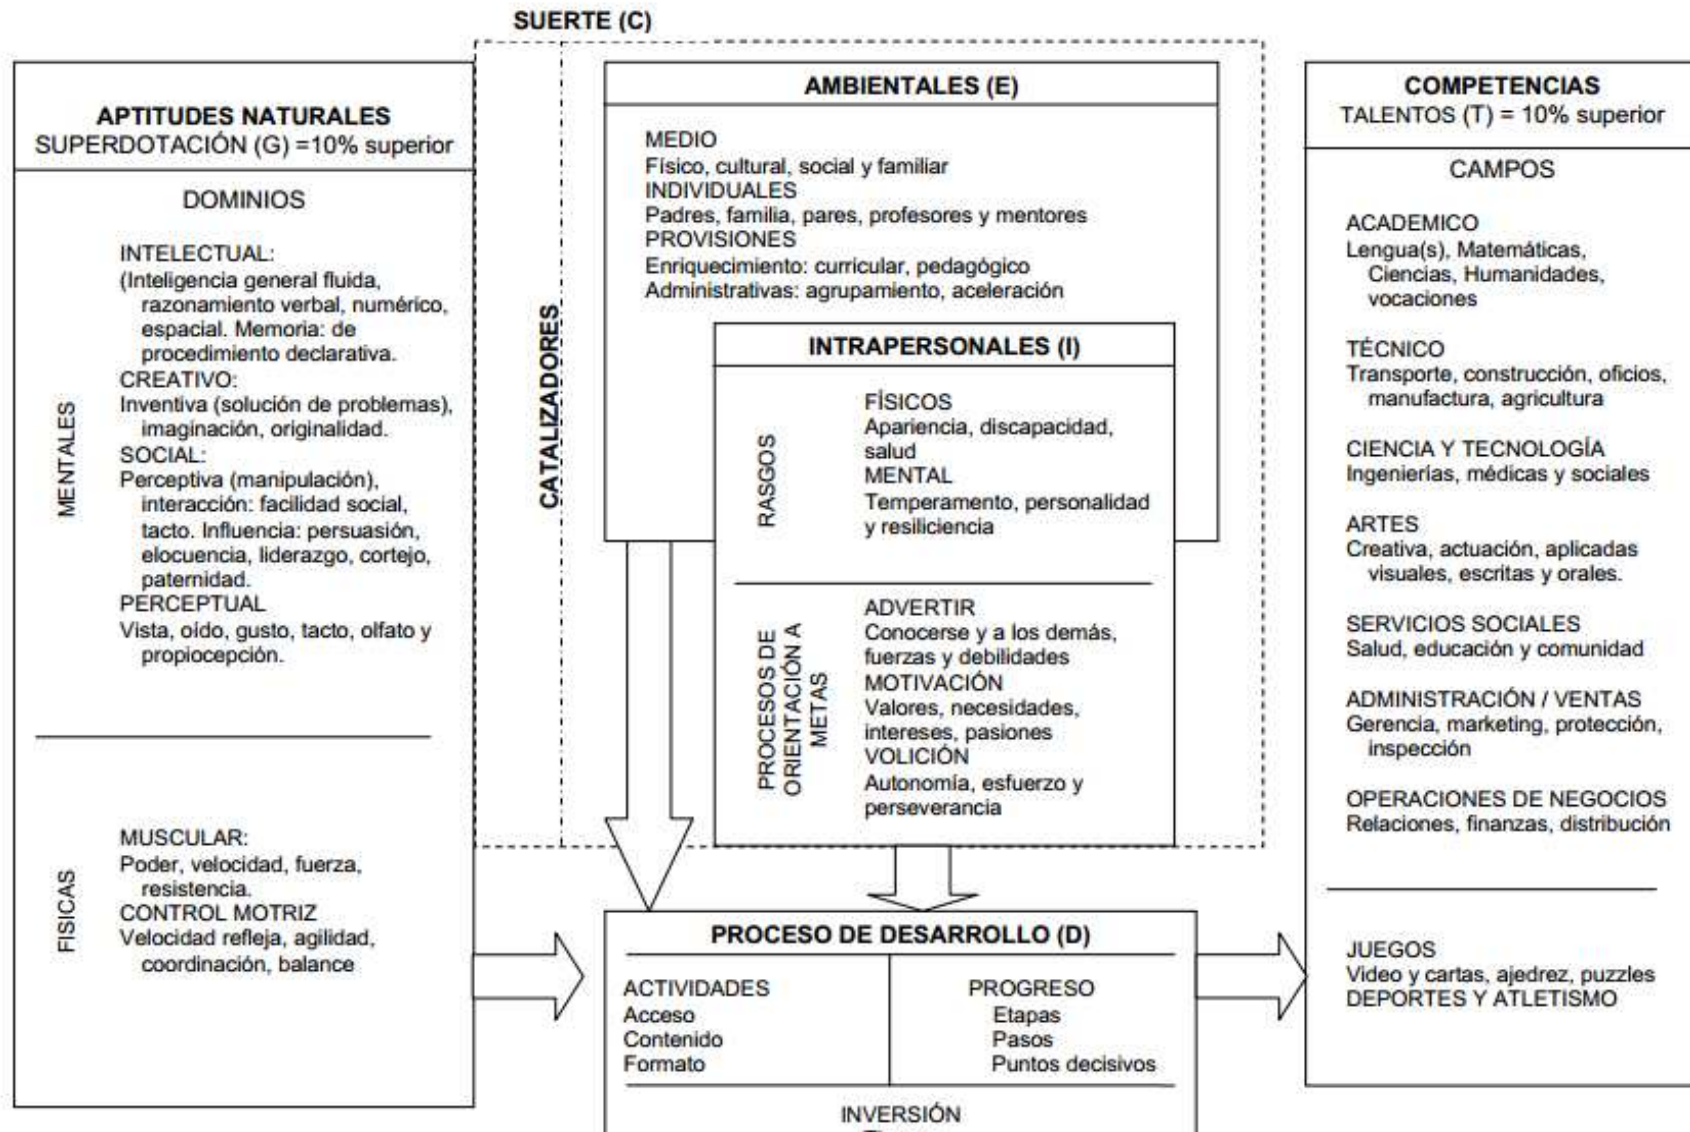 SUERTE (C)
APTITUDES NATURALES
SUPERDOTACIÓN (G) =10% superior
DOMINIOS
MENTALES
INTELECTUAL:
(Inteligencia general fluida,
razonamiento verbal, numérico,
espacial. Memoria: de
procedimiento declarativa.
CREATIVO:
Inventiva (solución de problemas),
imaginación, originalidad.
SOCIAL:
Perceptiva (manipulación),
interacción: facilidad social,
tacto. Influencia: persuasión,
elocuencia, liderazgo, cortejo,
paternidad.
PERCEPTUAL
Vista, oído, gusto, tacto, olfato y
propiocepción.
FISICAS
MUSCULAR:
Poder, velocidad, fuerza,
resistencia.
CONTROL MOTRIZ
Velocidad refleja, agilidad,
coordinación, balance
CATALIZADORES
AMBIENTALES (E)
MEDIO
Físico, cultural, social y familiar
INDIVIDUALES
Padres, familia, pares, profesores y mentores
PROVISIONES
Enriquecimiento: curricular, pedagógico
Administrativas: agrupamiento, aceleración
INTRAPERSONALES (I)
RASGOS
FÍSICOS
Apariencia, discapacidad,
salud
MENTAL
Temperamento, personalidad
y resiliciencia
PROCESOS DE
ORIENTACIÓN A
METAS
ADVERTIR
Conocerse y a los demás,
fuerzas y debilidades
MOTIVACIÓN
Valores, necesidades,
intereses, pasiones
VOLICIÓN
Autonomía, esfuerzo y
perseverancia
PROCESO DE DESARROLLO (D)
ACTIVIDADES
Acceso
Contenido
Formato
PROGRESO
Etapas
Pasos
Puntos decisivos
INVERSIÓN
COMPETENCIAS
TALENTOS (T) = 10% superior
CAMPOS
ACADEMICO
Lengua(s), Matemáticas,
Ciencias, Humanidades,
vocaciones
TÉCNICO
Transporte, construcción, oficios,
manufactura, agricultura
CIENCIA Y TECNOLOGÍA
Ingenierías, médicas y sociales
ARTES
Creativa, actuación, aplicadas
visuales, escritas y orales.
SERVICIOS SOCIALES
Salud, educación y comunidad
ADMINISTRACIÓN / VENTAS
Gerencia, marketing, protección,
inspección
OPERACIONES DE NEGOCIOS
Relaciones, finanzas, distribución
JUEGOS
Video y cartas, ajedrez, puzzles
DEPORTES Y ATLETISMO